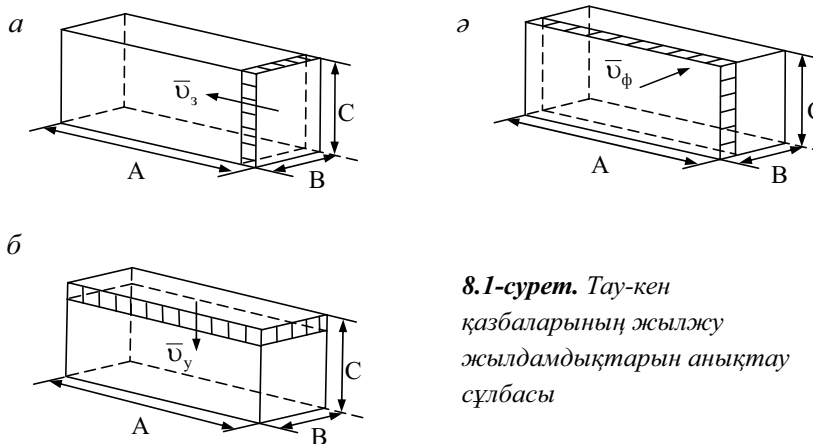 а
ῡз
A
B
C
ә
ῡф
A
B
C
б
ῡу
A
B
C
8.1-сурет. Тау-кен
қазбаларының жылжу
жылдамдықтарын анықтау
сұлбасы